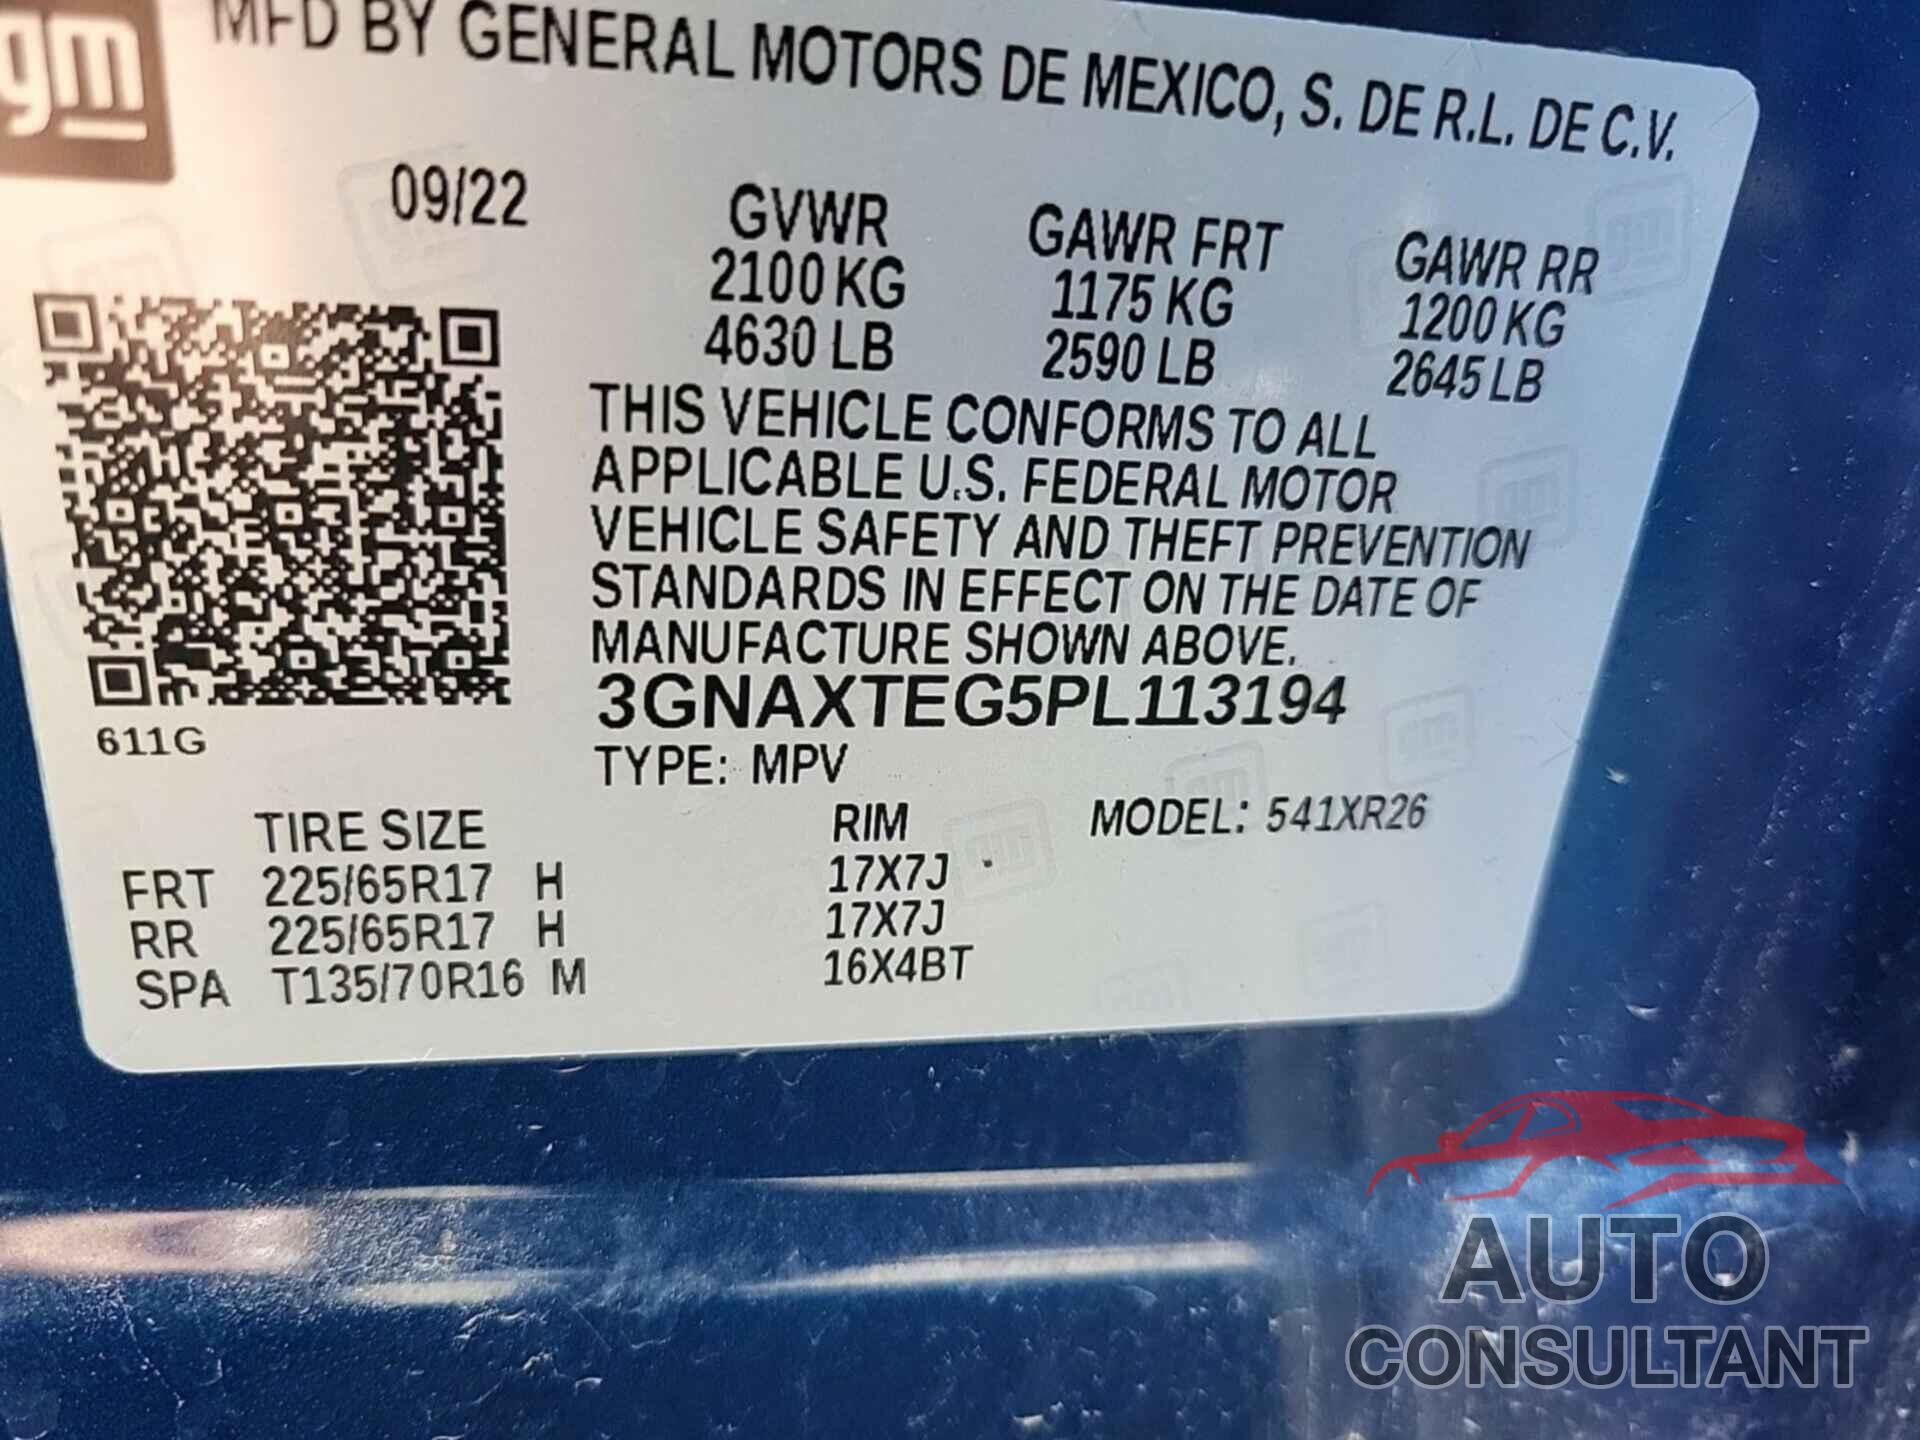 gm
MFD BY GENERAL MOTORS DE MEXICO, S. DE R.L. DE C.V.
09/22
GVWR GAWR FRT GAWR RR
2100 KG 1175 KG 1200 KG
4630 LB 2590 LB 2645 LB
THIS VEHICLE CONFORMS TO ALL
APPLICABLE U.S. FEDERAL MOTOR
VEHICLE SAFETY AND THEFT PREVENTION
STANDARDS IN EFFECT ON THE DATE OF
MANUFACTURE SHOWN ABOVE.
3GNAXTEG5PL113194
611G
TYPE: MPV
TIRE SIZE RIM MODEL: 541XR26
FRT 225/65R17 H 17X7J
RR 225/65R17 H 17X7J
SPA T135/70R16 M 16X4BT
AUTO
CONSULTANT